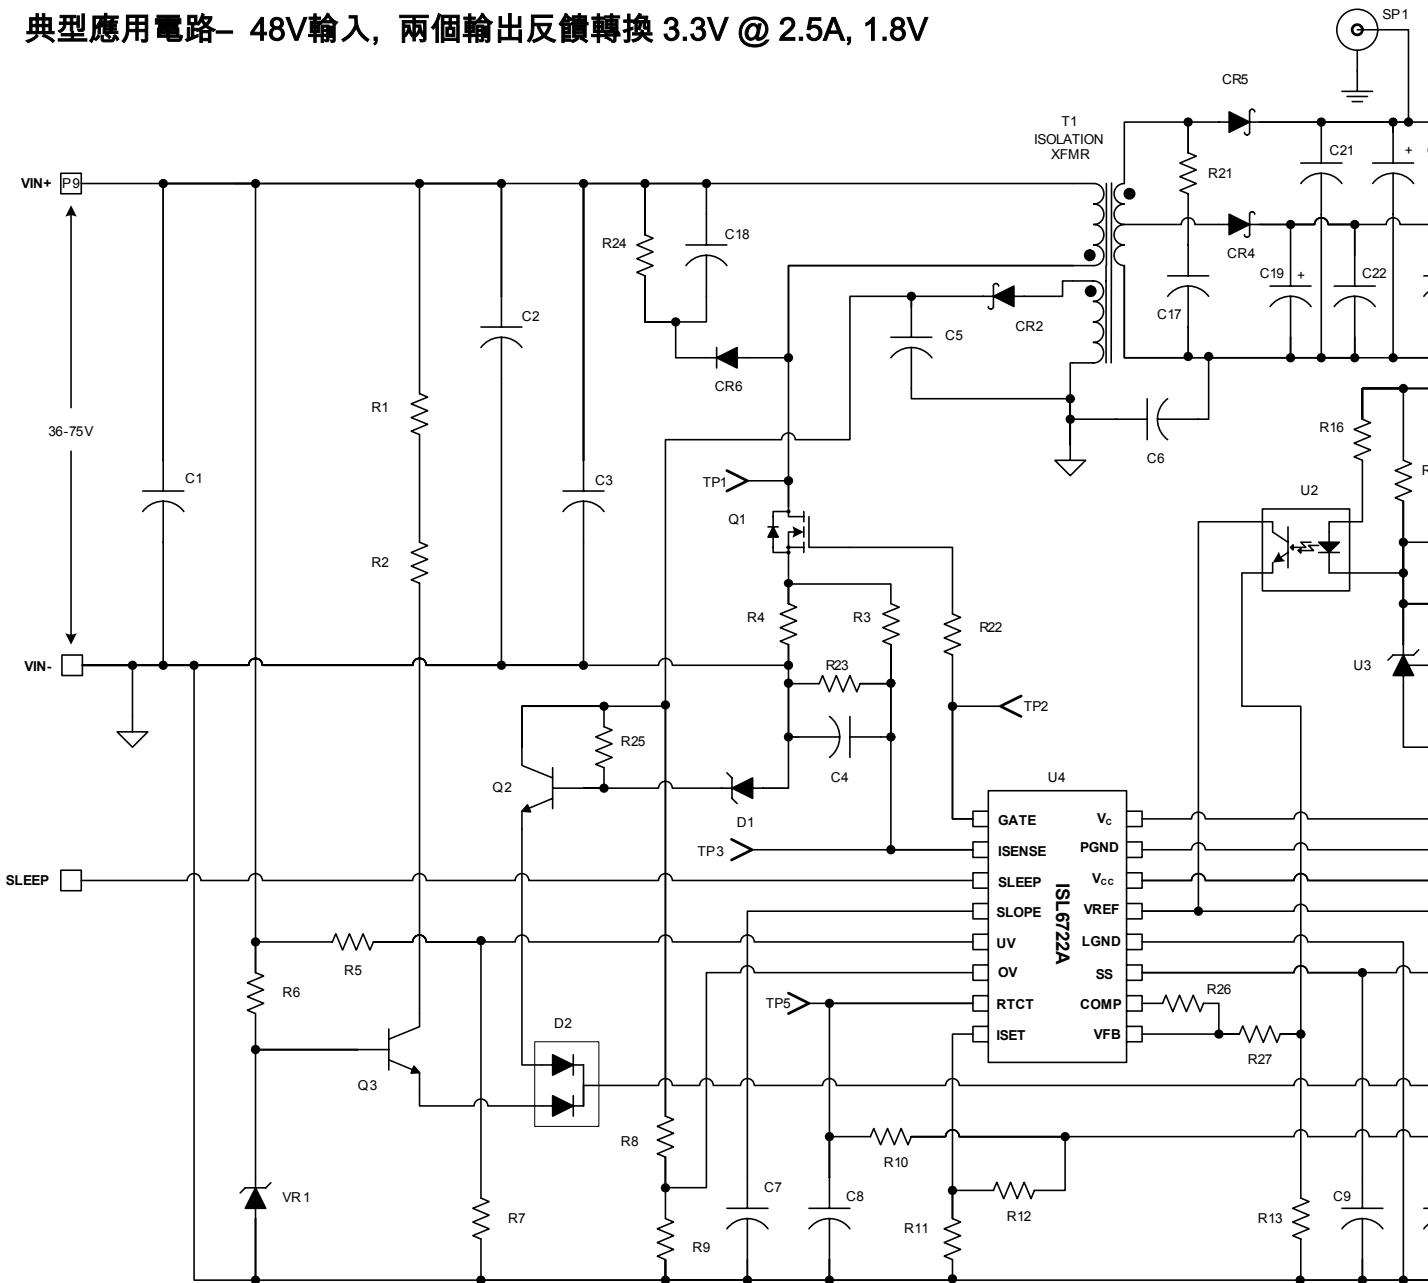 典型應用電路– 48V輸入, 兩個輸出反饋轉換 3.3V @ 2.5A, 1.8V
SP1
CR5
T1
ISOLATION
XFMR
C21
+
R21
VIN+
P9
R24
C18
CR4
C19
+
C22
C17
CR2
C5
C2
CR6
R1
36-75V
R16
C6
C1
C3
TP1
R
U2
Q1
R2
R4
R3
R22
VIN-
R23
U3
TP2
R25
C4
U4
Q2
D1
GATE
VC
TP3
ISENSE
PGND
SLEEP
SLEEP
VCC
SLOPE
VREF
ISL6722A
UV
LGND
R5
OV
SS
R6
R26
TP5
RTCT
COMP
D2
ISET
VFB
R27
Q3
R8
R10
VR1
C7
C8
C9
R7
R12
R11
R13
R9